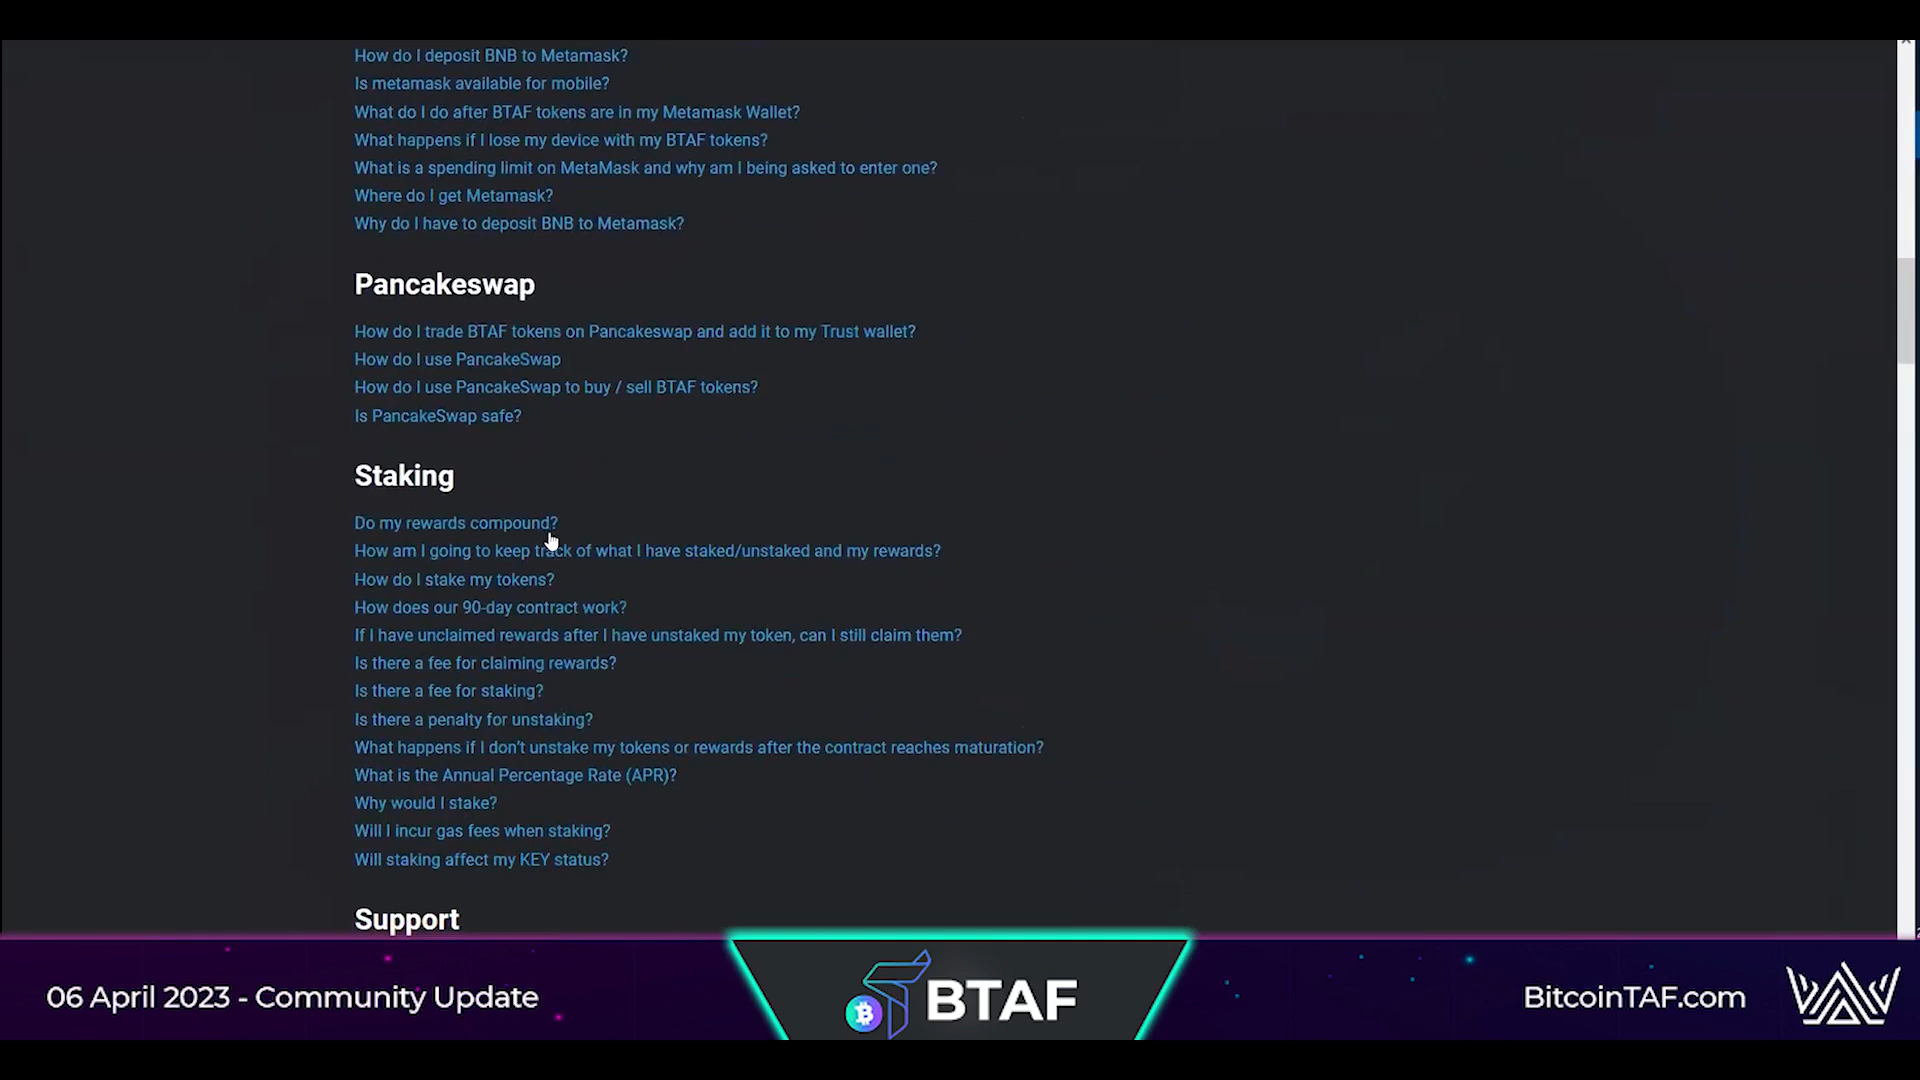 How do I deposit BNB to Metamask?
Is metamask available for mobile?
What do I do after BTAF tokens are in my Metamask Wallet?
What happens if I lose my device with my BTAF tokens?
What is a spending limit on MetaMask and why am I being asked to enter one?
Where do I get Metamask?
Why do I have to deposit BNB to Metamask?
Pancakeswap
How do I trade BTAF tokens on Pancakeswap and add it to my Trust wallet?
How do I use PancakeSwap
How do I use PancakeSwap to buy / sell BTAF tokens?
Is PancakeSwap safe?
Staking
Do my rewards compound?
How am I going to keep track of what I have staked/unstaked and my rewards?
How do I stake my tokens?
How does our 90-day contract work?
If I have unclaimed rewards after I have unstaked my token, can I still claim them?
Is there a fee for claiming rewards?
Is there a fee for staking?
Is there a penalty for unstaking?
What happens if I don't unstake my tokens or rewards after the contract reaches maturation?
What is the Annual Percentage Rate (APR)?
Why would I stake?
Will I incur gas fees when staking?
Will staking affect my KEY status?
Support
06 April 2023 - Community Update
BTAF
BitcoinTAF.com